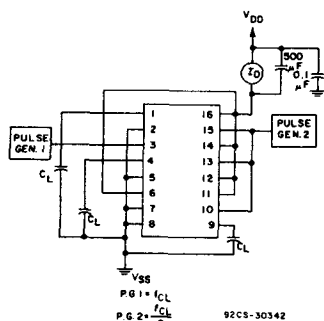 VDD
500
μF
0.1
μF
ID
PULSE
GEN. 1
PULSE
GEN. 2
1
2
3
4
5
6
7
8
16
15
14
13
12
11
10
9
CL
CL
CL
VSS
P.G 1 = fCL
P.G. 2 = fCL
92CS-30342